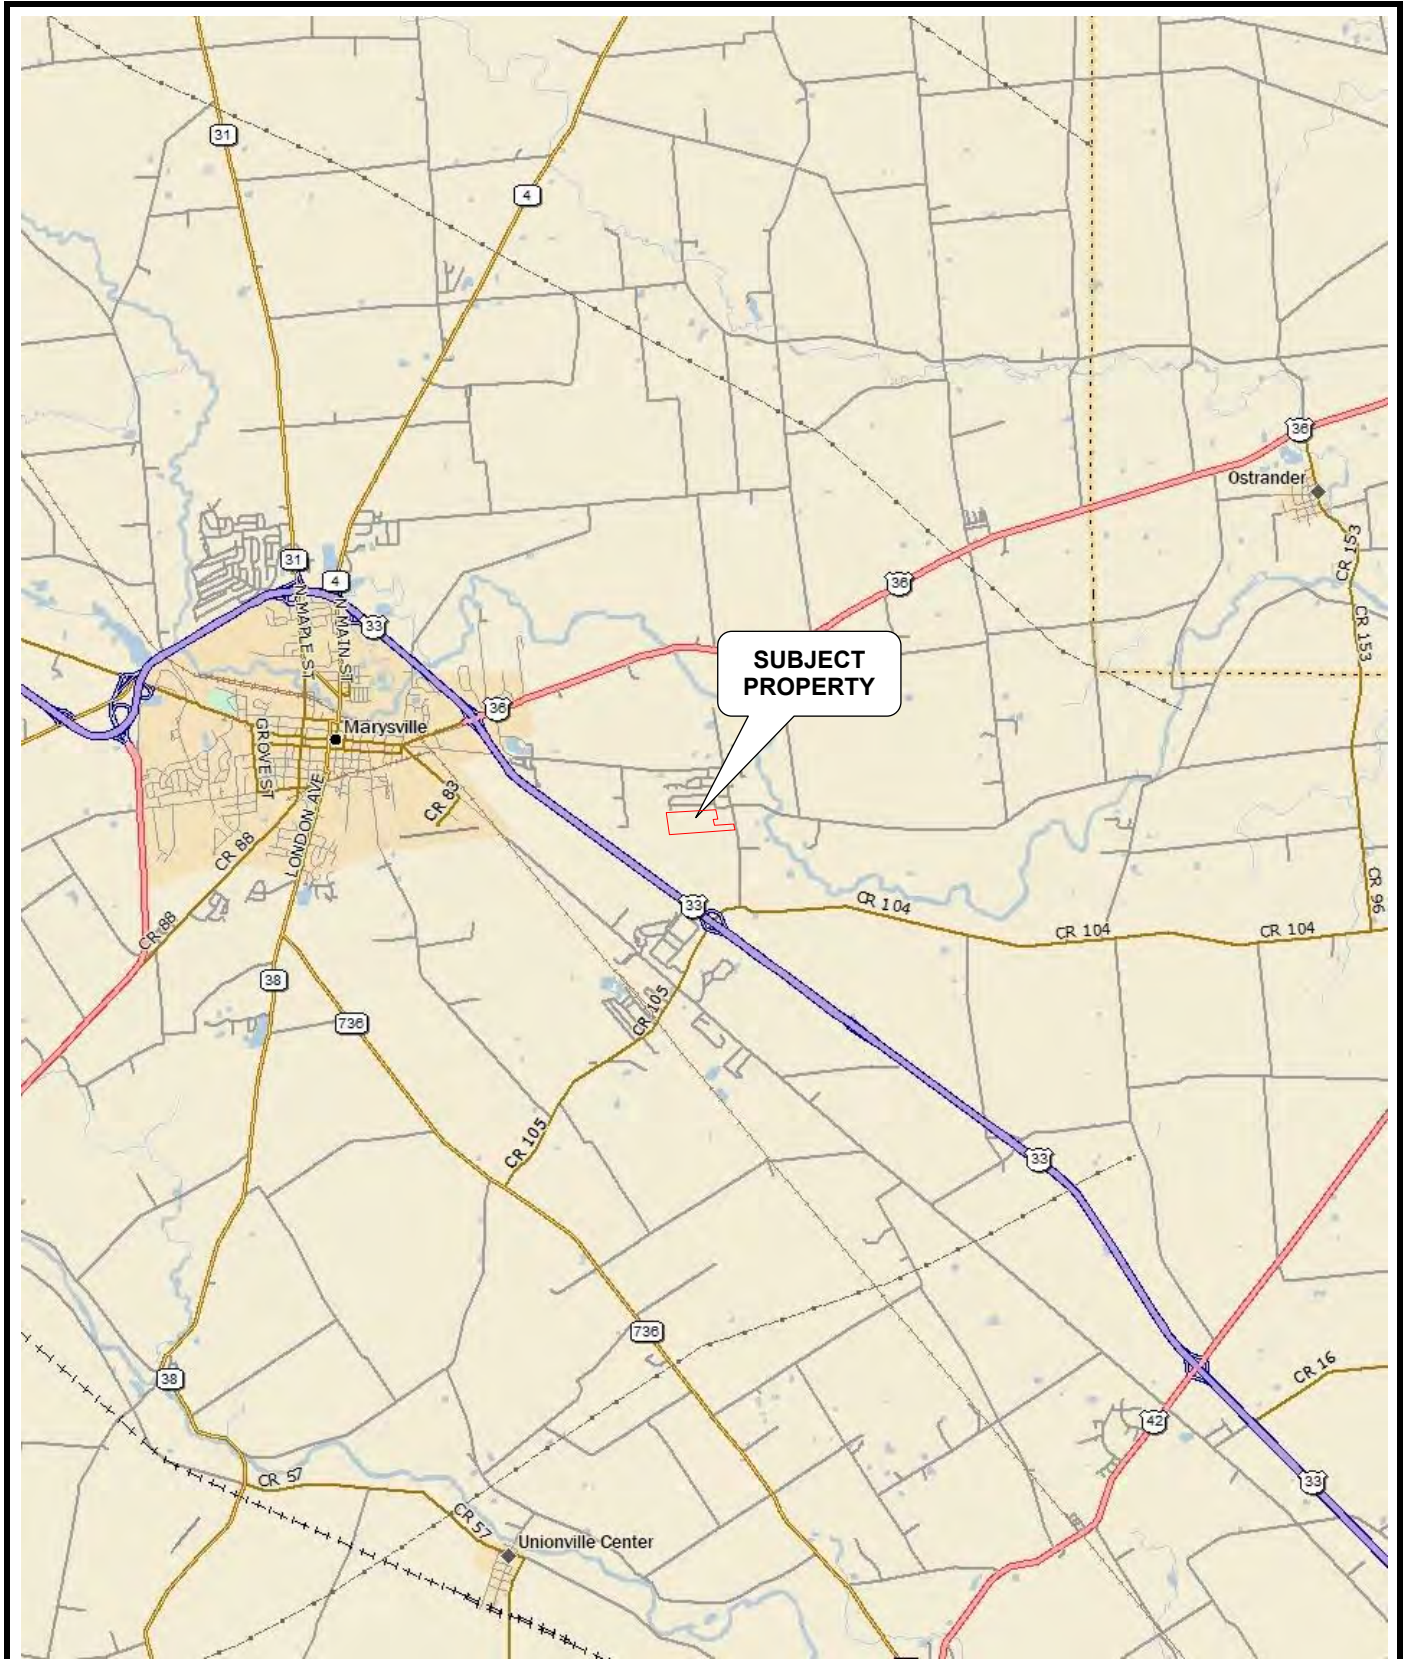 31
4
36
Ostrander
CR 153
31
4
N MAPLE ST
N MAIN ST
33
36
CR 153
SUBJECT
PROPERTY
36
Marysville
GROVE ST
CR 83
LONDON AVE
CR 88
CR 96
33
CR 104
CR 104
CR 104
CR 88
38
736
CR 105
CR 105
33
736
38
CR 16
42
33
CR 57
CR 57
Unionville Center